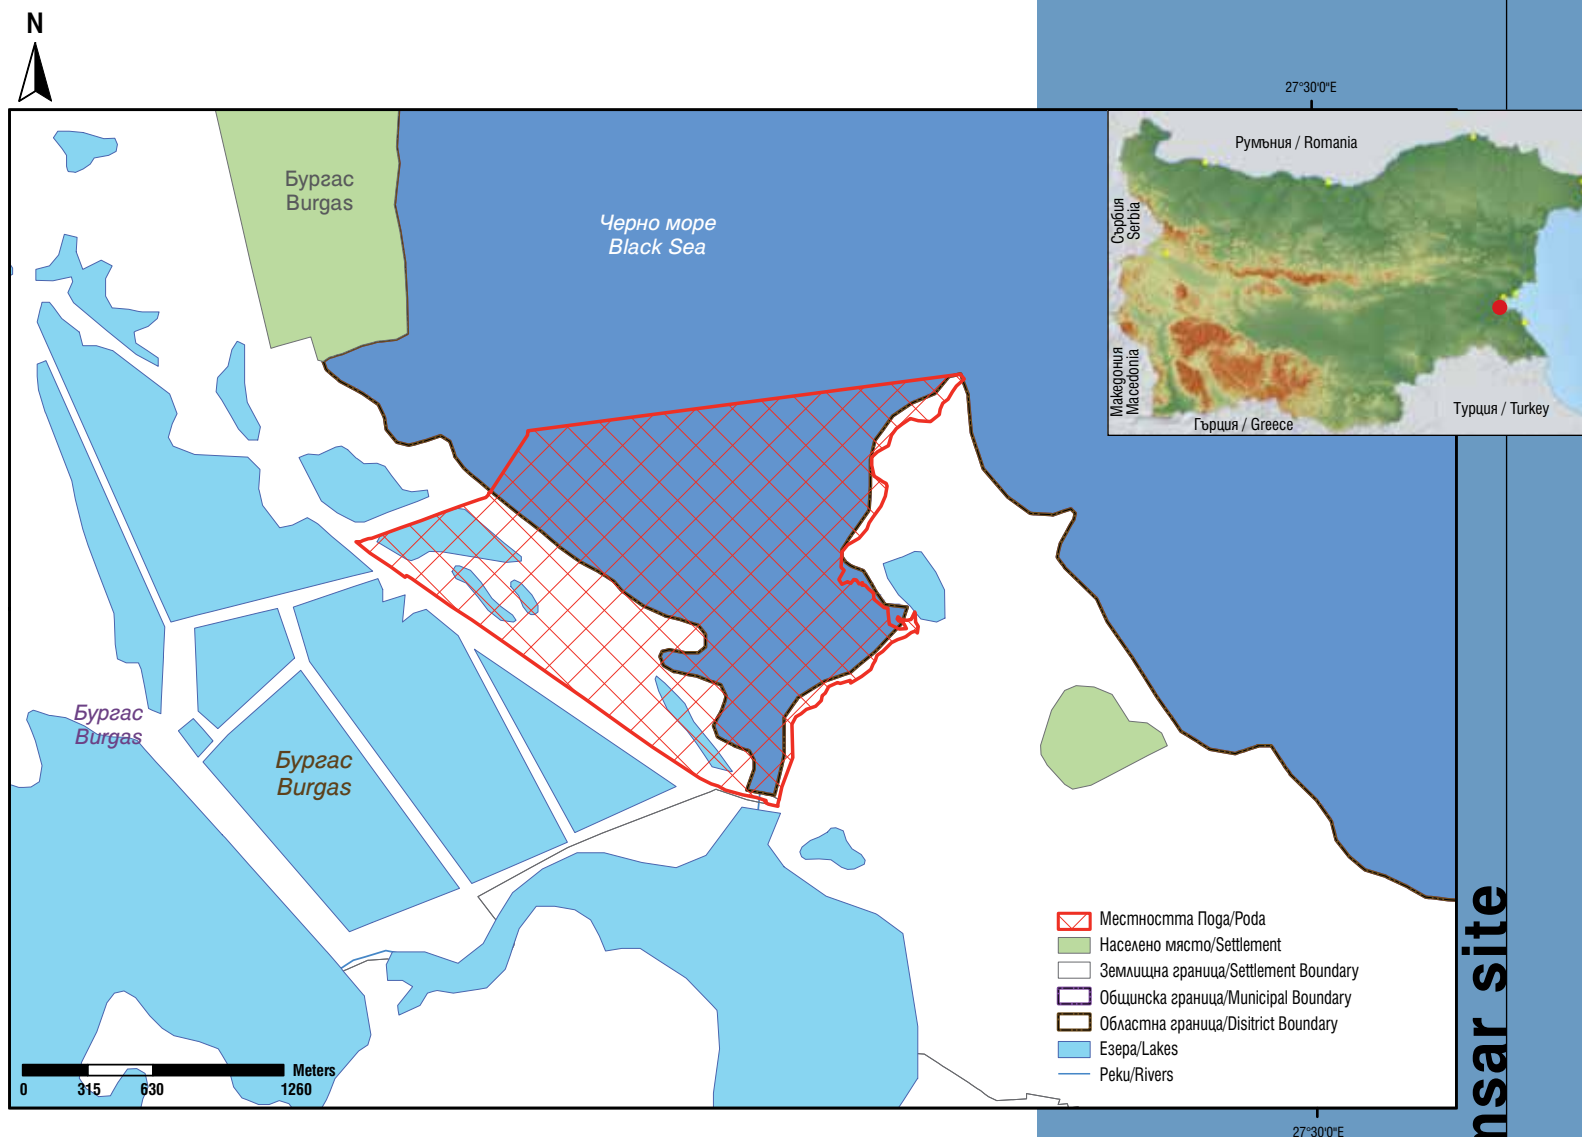 N
27°30'0"E
Румъния / Romania
Сърбия
Serbia
Македония
Macedonia
Гърция / Greece
Турция / Turkey
Бургас
Burgas
Черно море
Black Sea
Бургас
Burgas
Бургас
Burgas
Местността Пода/Poda
Населено място/Settlement
Землищна граница/Settlement Boundary
Общинска граница/Municipal Boundary
Областна граница/Disitrict Boundary
Езера/Lakes
Реки/Rivers
Meters
0 315 630 1260
27°30'0"E
msar site